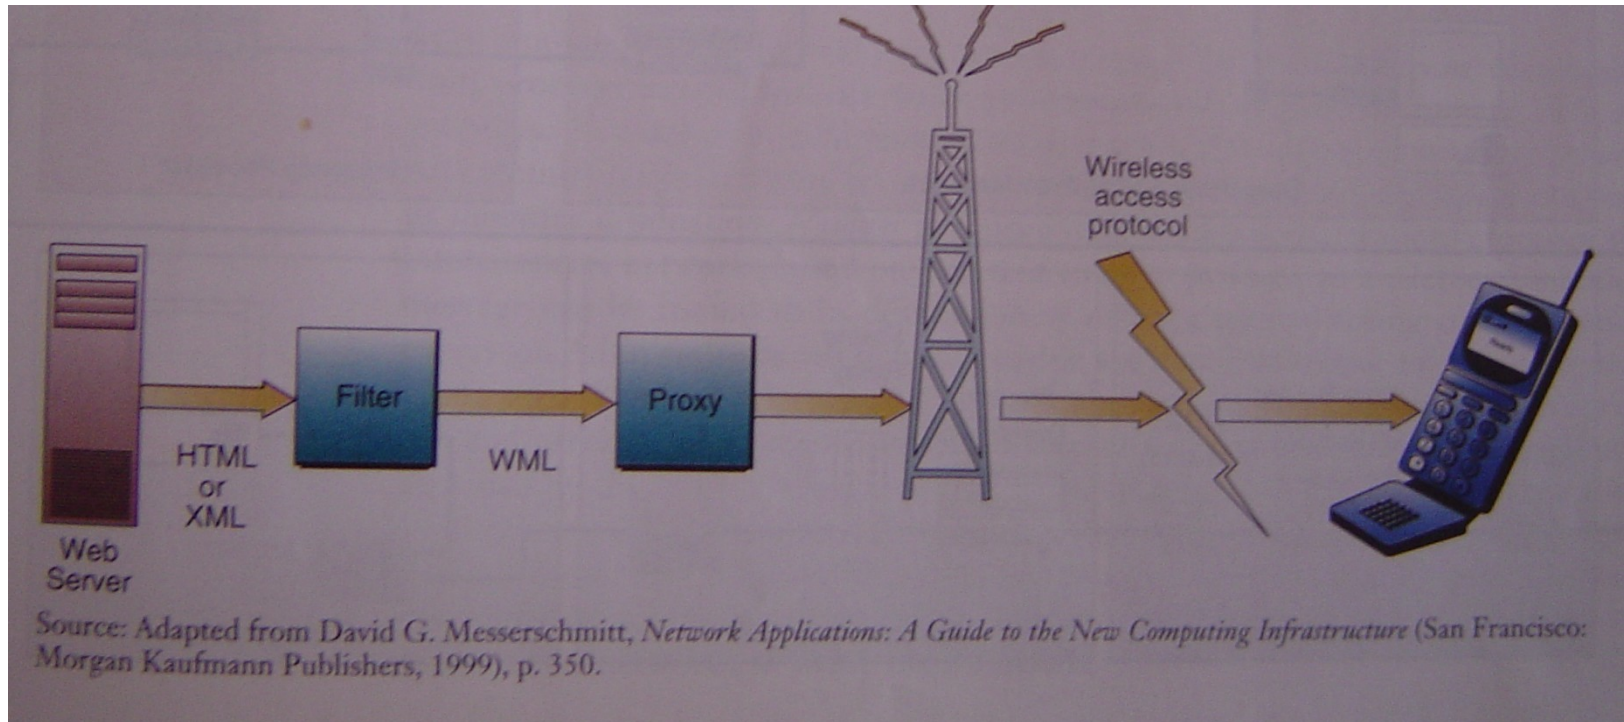 Wireless
access
protocol
Filter
Proxy
HTML
or
XML
WML
Web
Server
Source: Adapted from David G. Messerschmitt, Network Applications: A Guide to the New Computing Infrastructure (San Francisco:
Morgan Kaufmann Publishers, 1999), p. 350.